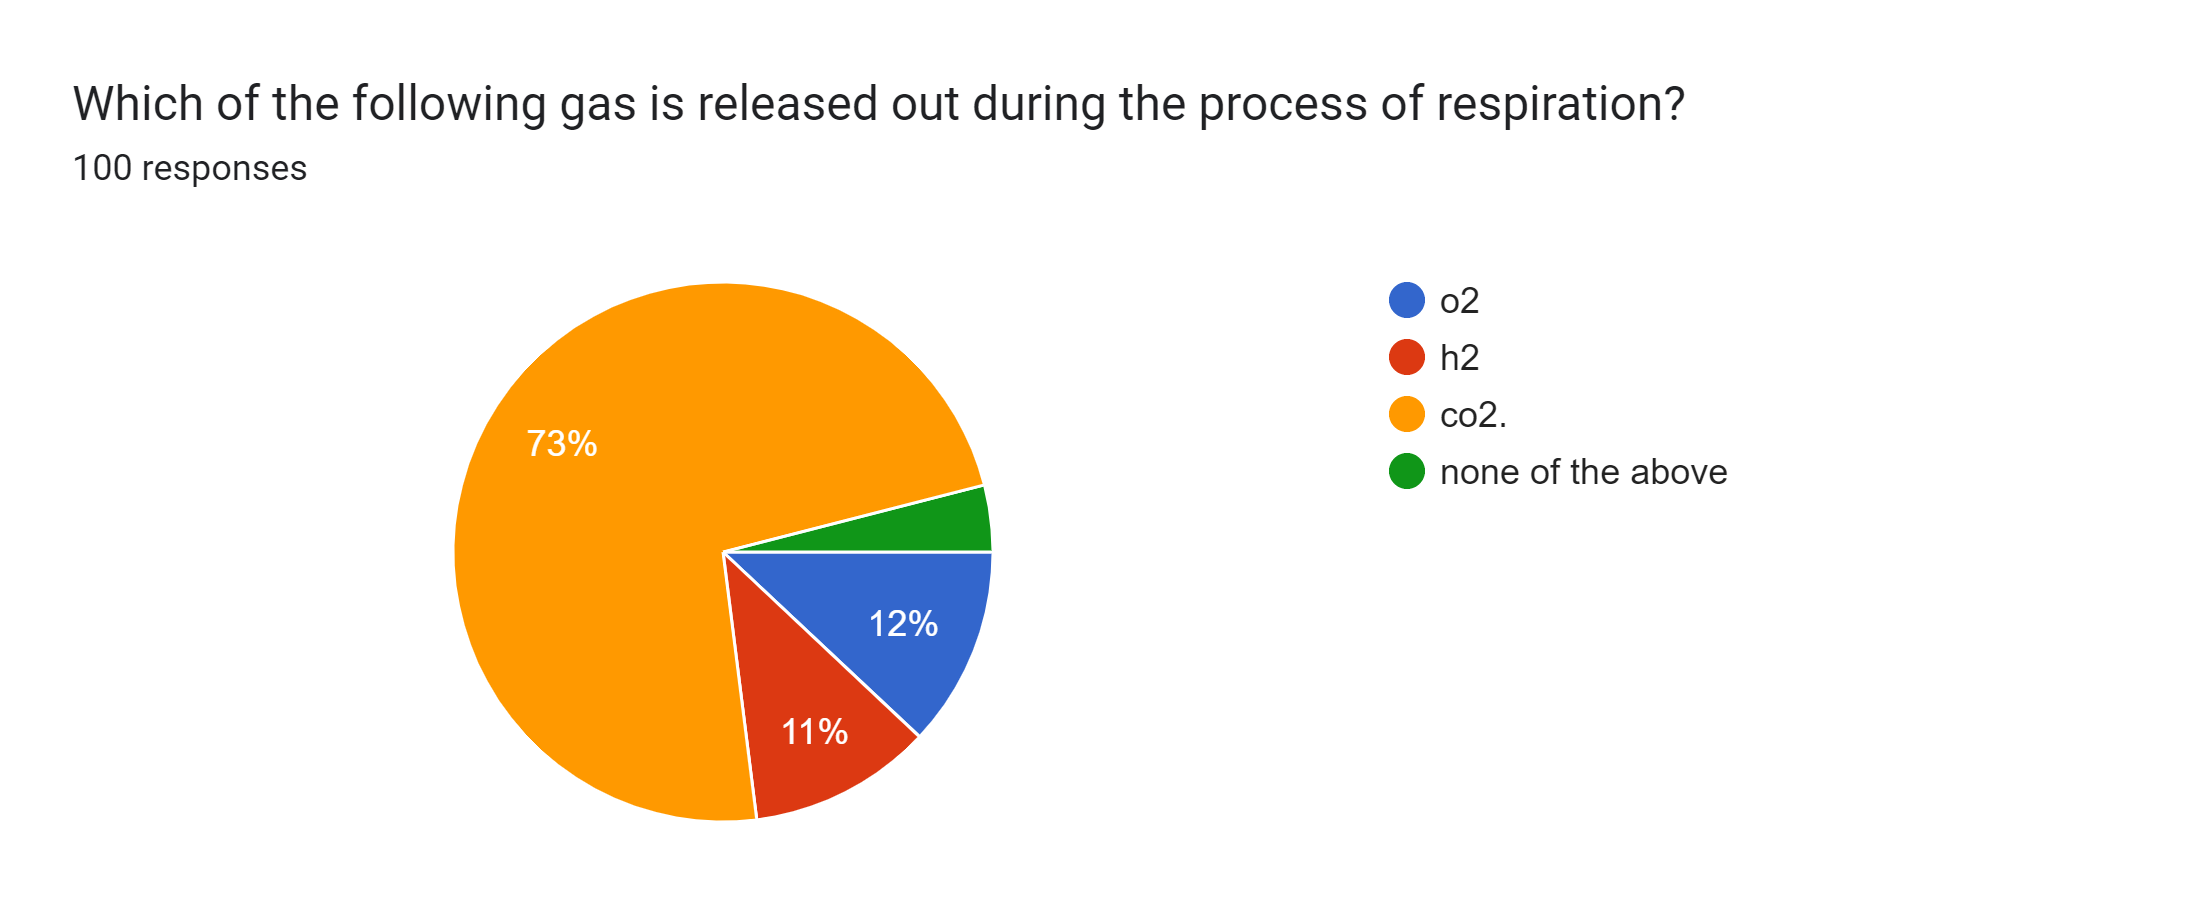 Which of the following gas is released out during the process of respiration?
100 responses
o2
h2
co2.
none of the above
73%
12%
11%